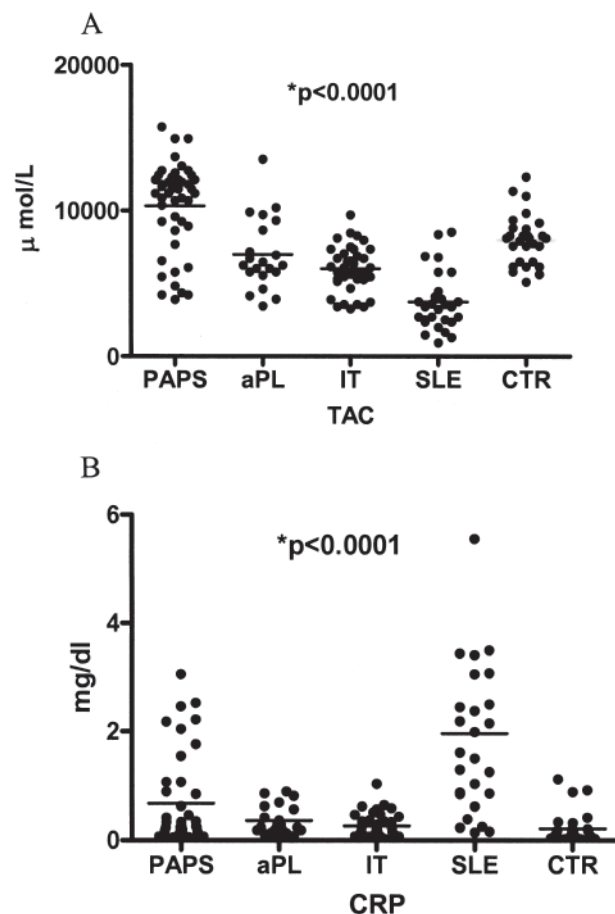 A
20000
*p<0.0001
μ mol/L
10000
0
PAPS aPL IT SLE CTR
TAC
B
6
*p<0.0001
4
mg/dl
2
0
PAPS aPL IT SLE CTR
CRP